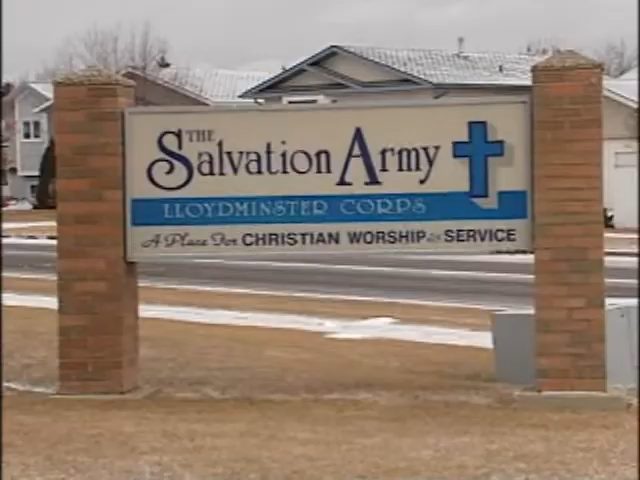 THE
Salvation Army
LLOYDMINSTER CORPS
A Place For CHRISTIAN WORSHIP & SERVICE